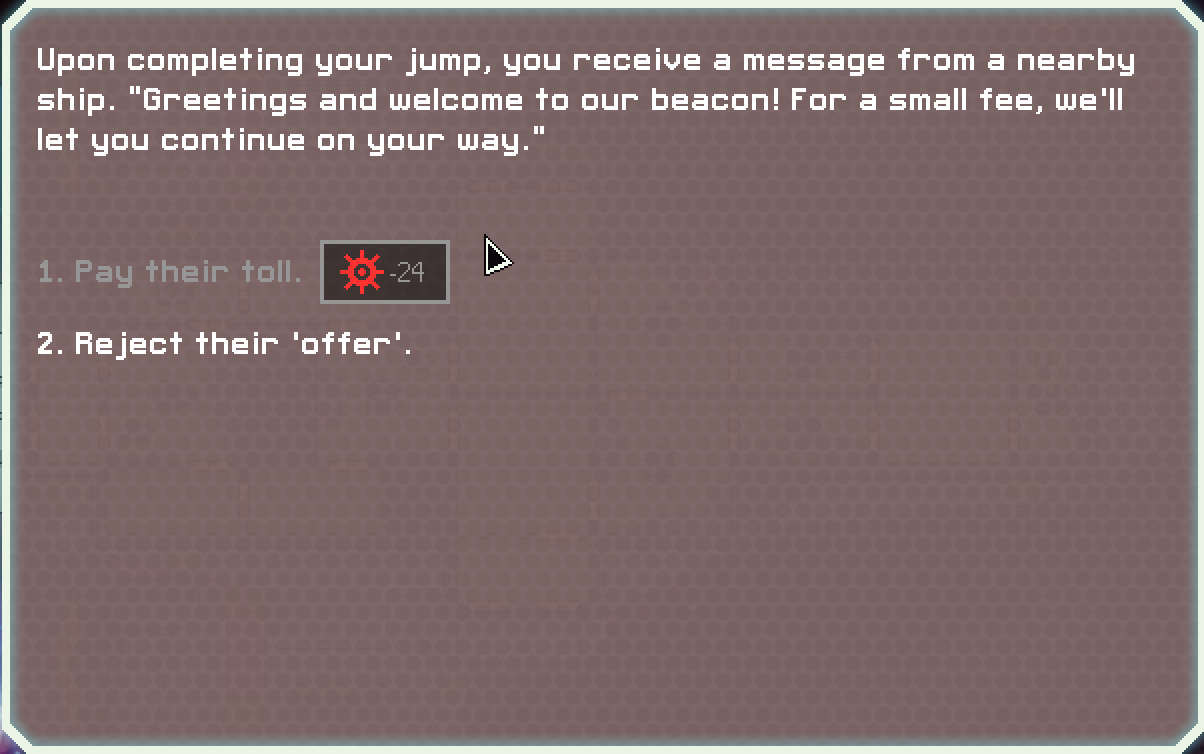 Upon completing your jump, you receive a message from a nearby
ship. "Greetings and welcome to our beacon! For a small fee, we'll
let you continue on your way."
1. Pay their toll. -24
2. Reject their 'offer'.